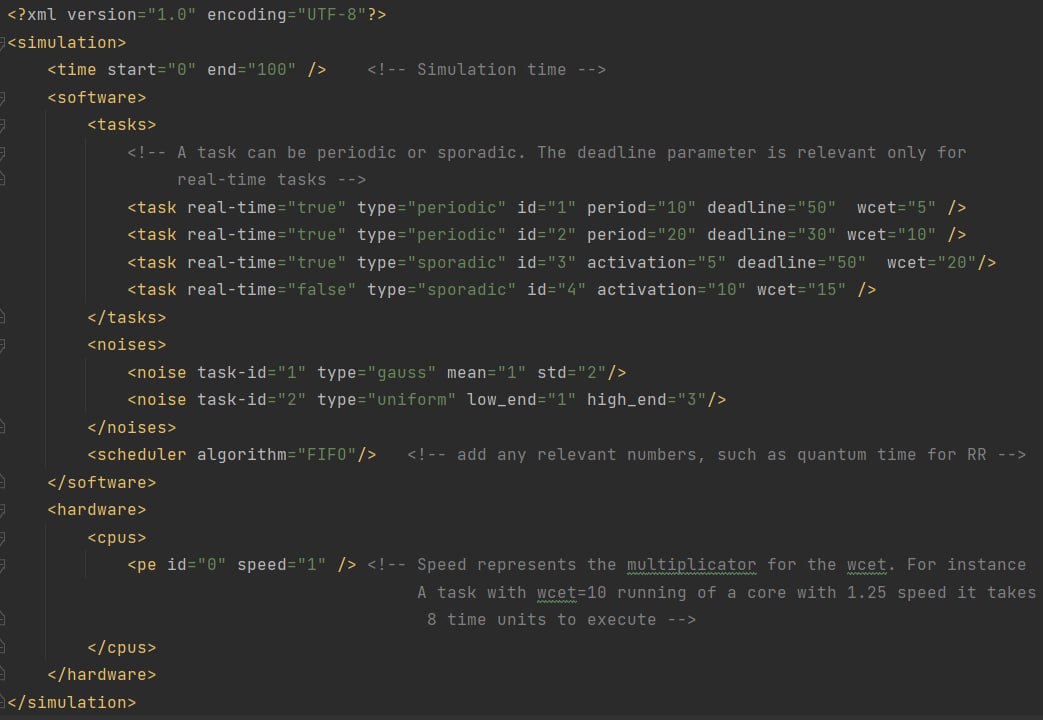 <?xml version="1.0" encoding="UTF-8"?>
<simulation>
    <time start="0" end="100" />    <!-- Simulation time -->
    <software>
        <tasks>
            <!-- A task can be periodic or sporadic. The deadline parameter is relevant only for
                 real-time tasks -->
            <task real-time="true" type="periodic" id="1" period="10" deadline="50"  wcet="5" />
            <task real-time="true" type="periodic" id="2" period="20" deadline="30" wcet="10" />
            <task real-time="true" type="sporadic" id="3" activation="5" deadline="50"  wcet="20"/>
            <task real-time="false" type="sporadic" id="4" activation="10" wcet="15" />
        </tasks>
        <noises>
            <noise task-id="1" type="gauss" mean="1" std="2"/>
            <noise task-id="2" type="uniform" low_end="1" high_end="3"/>
        </noises>
        <scheduler algorithm="FIFO"/>   <!-- add any relevant numbers, such as quantum time for RR -->
    </software>
    <hardware>
        <cpus>
            <pe id="0" speed="1" /> <!-- Speed represents the multiplicator for the wcet. For instance
                                         A task with wcet=10 running of a core with 1.25 speed it takes
                                          8 time units to execute -->
        </cpus>
    </hardware>
</simulation>